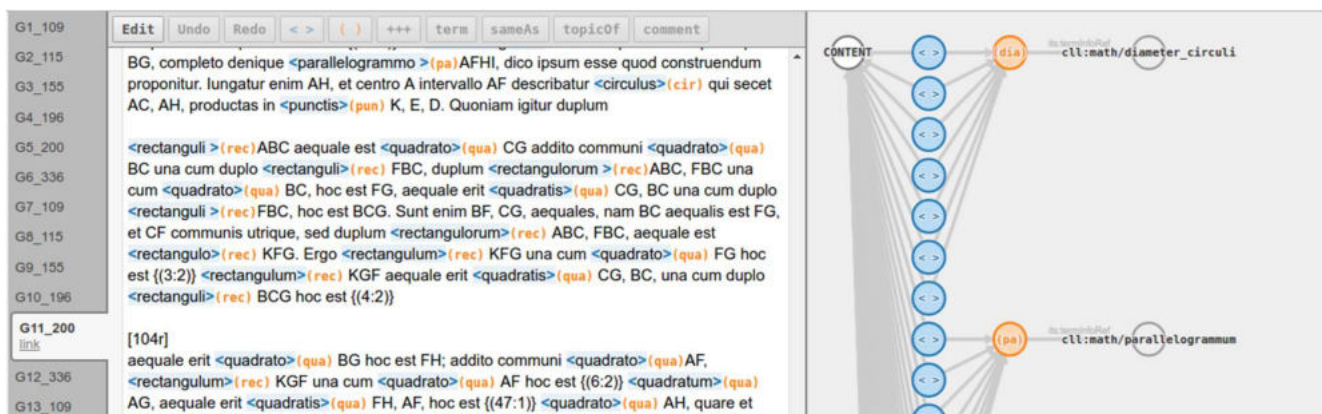 G1_109
G2_115
G3_155
G4_196
G5_200
G6_336
G7_109
G8_115
G9_155
G10_196
G11_200
link
G12_336
G13_109
Edit Undo Redo < > ( ) +++ term sameAs topicOf comment
BG, completo denique <parallelogrammo >(pa)AFHI, dico ipsum esse quod construendum
proponitur. Iungatur enim AH, et centro A intervallo AF describatur <circulus>(cir) qui secet
AC, AH, productas in <punctis>(pun) K, E, D. Quoniam igitur duplum
<rectanguli >(rec)ABC aequale est <quadrato>(qua) CG addito communi <quadrato>(qua)
BC una cum duplo <rectanguli>(rec) FBC, duplum <rectangulorum >(rec)ABC, FBC una
cum <quadrato>(qua) BC, hoc est FG, aequale erit <quadratis>(qua) CG, BC una cum duplo
<rectanguli >(rec)FBC, hoc est BCG. Sunt enim BF, CG, aequales, nam BC aequalis est FG,
et CF communis utrique, sed duplum <rectangulorum>(rec) ABC, FBC, aequale est
<rectangulo>(rec) KFG. Ergo <rectangulum>(rec) KFG una cum <quadrato>(qua) FG hoc
est {(3:2)} <rectangulum>(rec) KGF aequale erit <quadratis>(qua) CG, BC, una cum duplo
<rectanguli>(rec) BCG hoc est {(4:2)}
[104r]
aequale erit <quadrato>(qua) BG hoc est FH; addito communi <quadrato>(qua)AF,
<rectangulum>(rec) KGF una cum <quadrato>(qua) AF hoc est {(6:2)} <quadratum>(qua)
AG, aequale erit <quadratis>(qua) FH, AF, hoc est {(47:1)} <quadrato>(qua) AH, quare et
CONTENT
< >
(dia)
its:termInfoRef
cll:math/diameter_circuli
< >
< >
< >
< >
< >
< >
< >
(pa)
its:termInfoRef
cll:math/parallelogrammum
< >